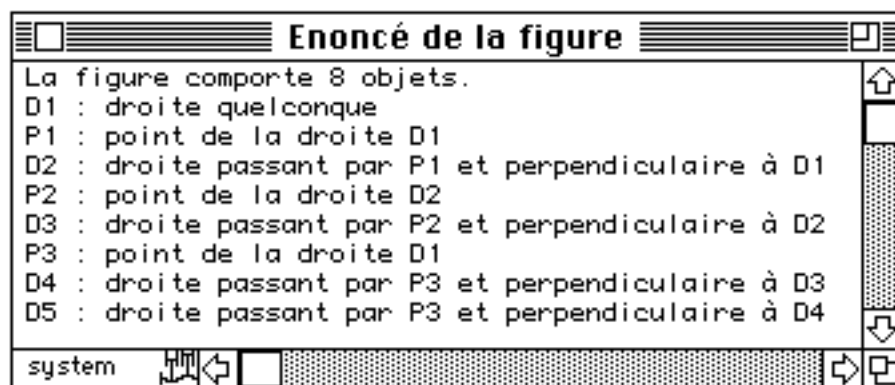 Enoncé de la figure
La figure comporte 8 objets.
D1 : droite quelconque
P1 : point de la droite D1
D2 : droite passant par P1 et perpendiculaire à D1
P2 : point de la droite D2
D3 : droite passant par P2 et perpendiculaire à D2
P3 : point de la droite D1
D4 : droite passant par P3 et perpendiculaire à D3
D5 : droite passant par P3 et perpendiculaire à D4
system